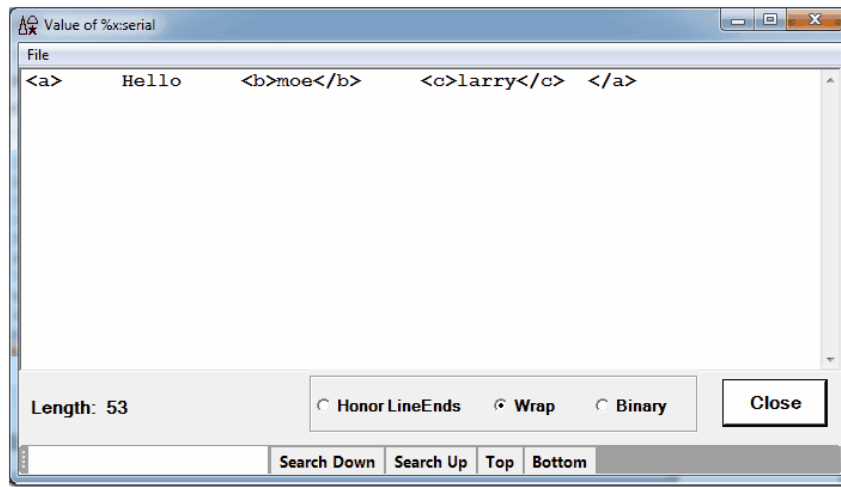 Value of %x:serial
File
<a>     Hello     <b>moe</b>     <c>larry</c>  </a>
Length: 53
Honor LineEnds
Wrap
Binary
Close
Search Down
Search Up
Top
Bottom